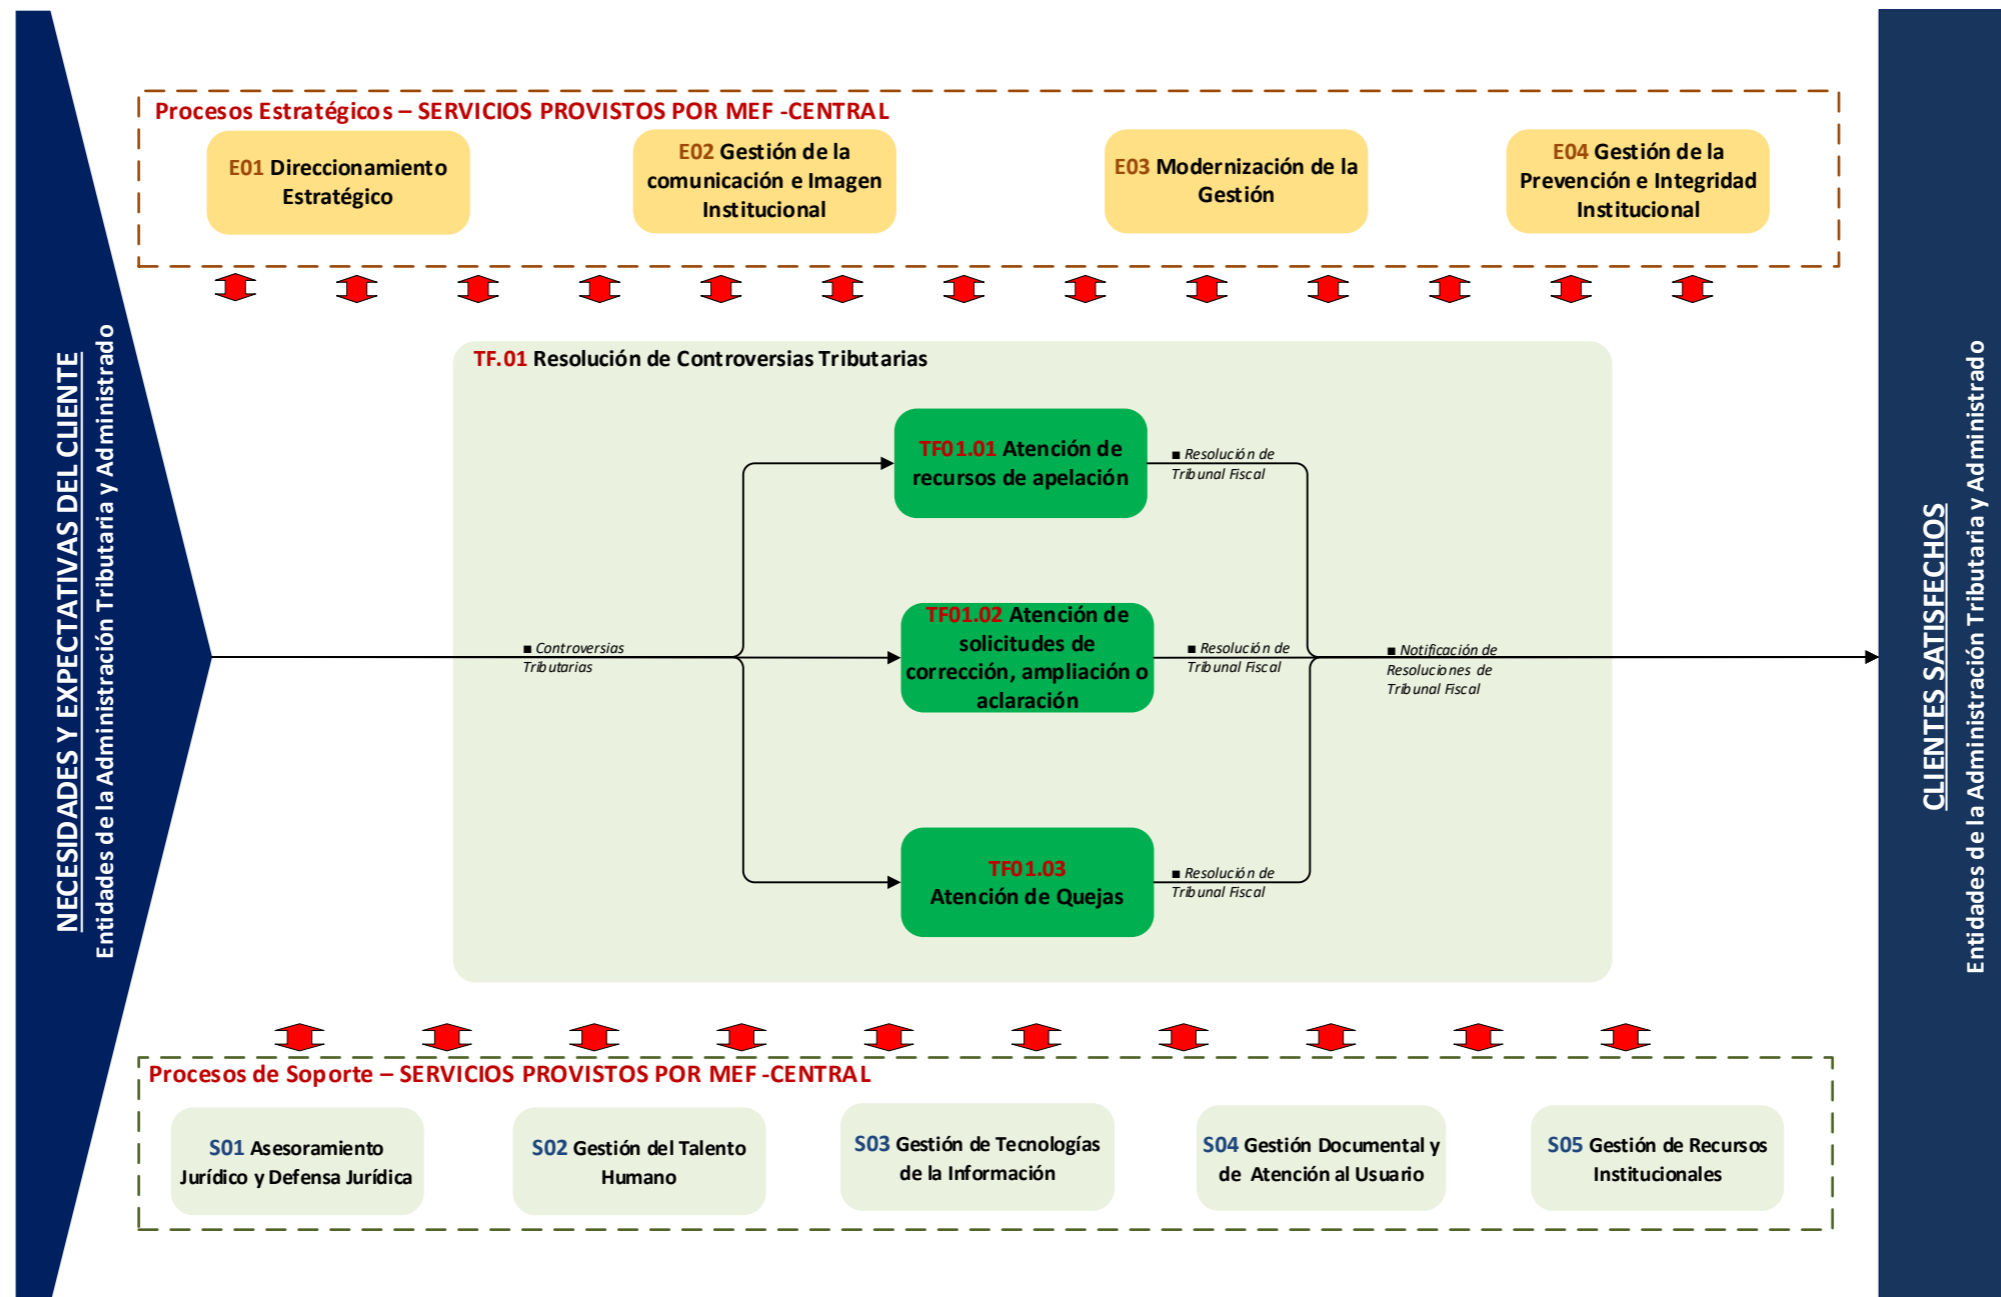 NECESIDADES Y EXPECTATIVAS DEL CLIENTE
Entidades de la Administración Tributaria y Administrado
Procesos Estratégicos – SERVICIOS PROVISTOS POR MEF -CENTRAL
E01 Direccionamiento
Estratégico
E02 Gestión de la
comunicación e Imagen
Institucional
E03 Modernización de la
Gestión
E04 Gestión de la
Prevención e Integridad
Institucional
TF.01 Resolución de Controversias Tributarias
■ Controversias
Tributarias
TF01.01 Atención de
recursos de apelación
■ Resolución de
Tribunal Fiscal
TF01.02 Atención de
solicitudes de
corrección, ampliación o
aclaración
■ Resolución de
Tribunal Fiscal
TF01.03
Atención de Quejas
■ Resolución de
Tribunal Fiscal
■ Notificación de
Resoluciones de
Tribunal Fiscal
Procesos de Soporte – SERVICIOS PROVISTOS POR MEF -CENTRAL
S01 Asesoramiento
Jurídico y Defensa Jurídica
S02 Gestión del Talento
Humano
S03 Gestión de Tecnologías
de la Información
S04 Gestión Documental y
de Atención al Usuario
S05 Gestión de Recursos
Institucionales
CLIENTES SATISFECHOS
Entidades de la Administración Tributaria y Administrado